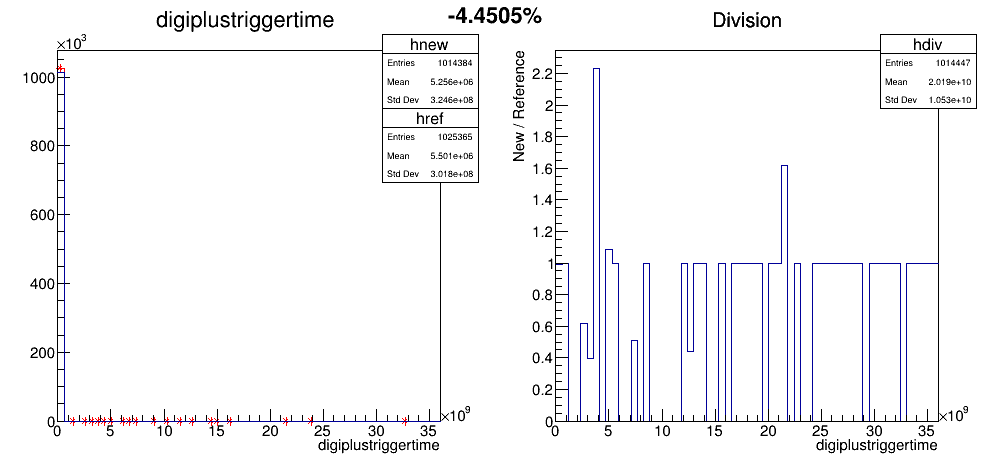 digiplustriggertime
-4.4505%
Division
×10³
hnew
Entries 1014384
Mean 5.256e+06
Std Dev 3.246e+08
href
Entries 1025365
Mean 5.501e+06
Std Dev 3.018e+08
1000
800
600
400
200
0
0 5 10 15 20 25 30 35 ×10⁹
digiplustriggertime
hdiv
Entries 1014447
Mean 2.019e+10
Std Dev 1.053e+10
New / Reference
2.2
2
1.8
1.6
1.4
1.2
1
0.8
0.6
0.4
0.2
0
0 5 10 15 20 25 30 35 ×10⁹
digiplustriggertime